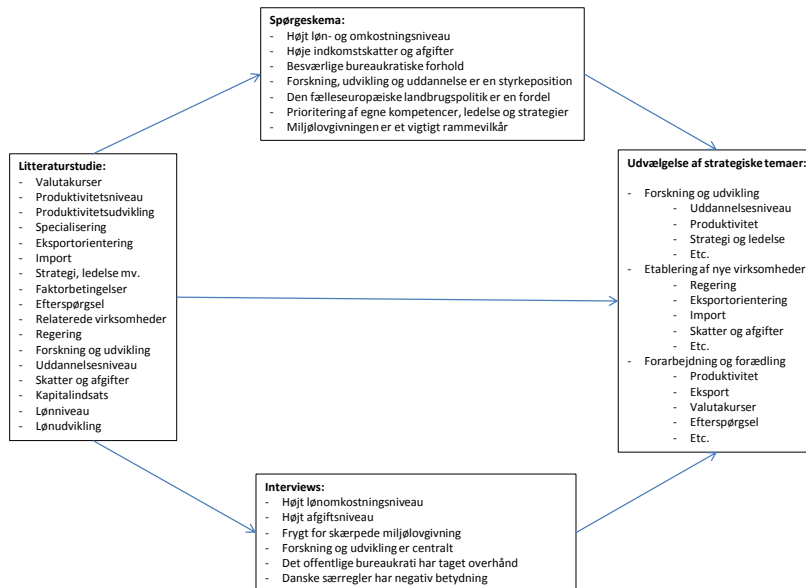 Spørgeskema:
- Højt løn- og omkostningsniveau
- Høje indkomstskatter og afgifter
- Besværlige bureaukratiske forhold
- Forskning, udvikling og uddannelse er en styrkeposition
- Den fælleseuropæiske landbrugspolitik er en fordel
- Prioritering af egne kompetencer, ledelse og strategier
- Miljølovgivningen er et vigtigt rammevilkår
Litteraturstudie:
- Valutakurser
- Produktivitetsniveau
- Produktivitetsudvikling
- Specialisering
- Eksportorientering
- Import
- Strategi, ledelse mv.
- Faktorbetingelser
- Efterspørgsel
- Relaterede virksomheder
- Regering
- Forskning og udvikling
- Uddannelsesniveau
- Skatter og afgifter
- Kapitalindsats
- Lønniveau
- Lønudvikling
Udvælgelse af strategiske temaer:
- Forskning og udvikling
- Uddannelsesniveau
- Produktivitet
- Strategi og ledelse
- Etc.
- Etablering af nye virksomheder
- Regering
- Eksportorientering
- Import
- Skatter og afgifter
- Etc.
- Forarbejdning og forædling
- Produktivitet
- Eksport
- Valutakurser
- Efterspørgsel
- Etc.
Interviews:
- Højt lønomkostningsniveau
- Højt afgiftsniveau
- Frygt for skærpede miljølovgivning
- Forskning og udvikling er centralt
- Det offentlige bureaukrati har taget overhånd
- Danske særregler har negativ betydning